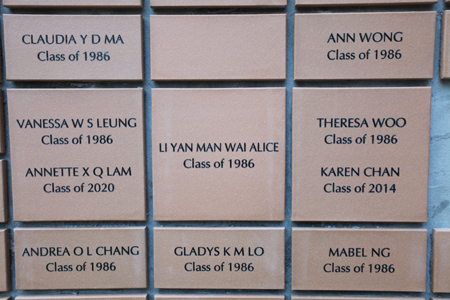 CLAUDIA Y D MA
Class of 1986
ANN WONG
Class of 1986
VANESSA W S LEUNG
Class of 1986
ANNETTE X Q LAM
Class of 2020
LI YAN MAN WAI ALICE
Class of 1986
THERESA WOO
Class of 1986
KAREN CHAN
Class of 2014
ANDREA O L CHANG
Class of 1986
GLADYS K M LO
Class of 1986
MABEL NG
Class of 1986